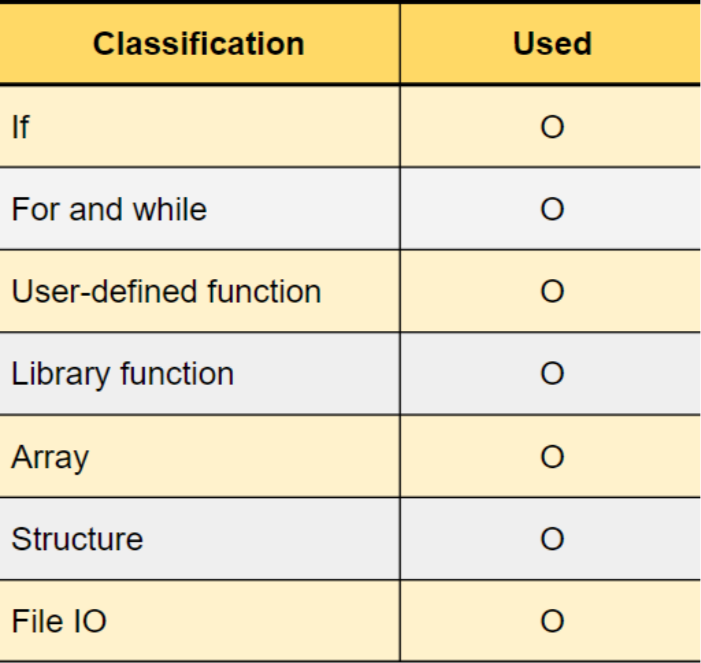 Classification Used
If O
For and while O
User-defined function O
Library function O
Array O
Structure O
File IO O